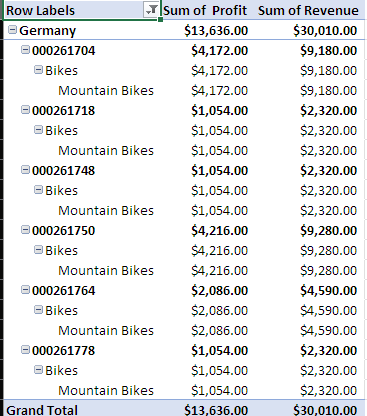 Row Labels Sum of Profit Sum of Revenue
Germany $13,636.00 $30,010.00
000261704 $4,172.00 $9,180.00
Bikes $4,172.00 $9,180.00
Mountain Bikes $4,172.00 $9,180.00
000261718 $1,054.00 $2,320.00
Bikes $1,054.00 $2,320.00
Mountain Bikes $1,054.00 $2,320.00
000261748 $1,054.00 $2,320.00
Bikes $1,054.00 $2,320.00
Mountain Bikes $1,054.00 $2,320.00
000261750 $4,216.00 $9,280.00
Bikes $4,216.00 $9,280.00
Mountain Bikes $4,216.00 $9,280.00
000261764 $2,086.00 $4,590.00
Bikes $2,086.00 $4,590.00
Mountain Bikes $2,086.00 $4,590.00
000261778 $1,054.00 $2,320.00
Bikes $1,054.00 $2,320.00
Mountain Bikes $1,054.00 $2,320.00
Grand Total $13,636.00 $30,010.00